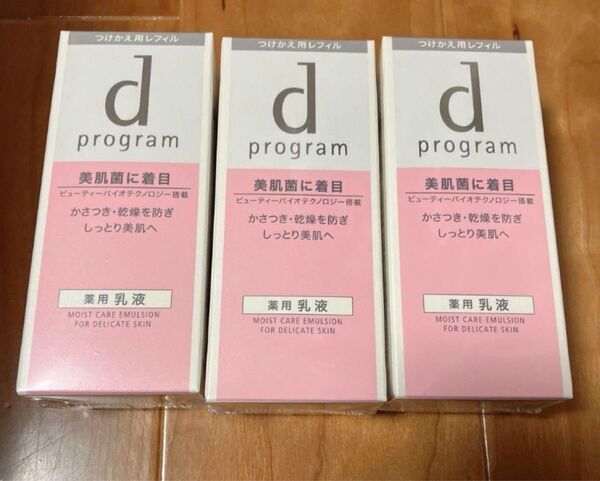 つけかえ用レフィル
d
program
美肌菌に着目
ビューティーバイオテクノロジー搭載
かさつき・乾燥を防ぎ
しっとり美肌へ
薬用 乳液
MOIST CARE EMULSION
FOR DELICATE SKIN
つけかえ用レフィル
d
program
美肌菌に着目
ビューティーバイオテクノロジー搭載
かさつき・乾燥を防ぎ
しっとり美肌へ
薬用 乳液
MOIST CARE EMULSION
FOR DELICATE SKIN
つけかえ用レフィル
d
program
美肌菌に着目
ビューティーバイオテクノロジー搭載
かさつき・乾燥を防ぎ
しっとり美肌へ
薬用 乳液
MOIST CARE EMULSION
FOR DELICATE SKIN